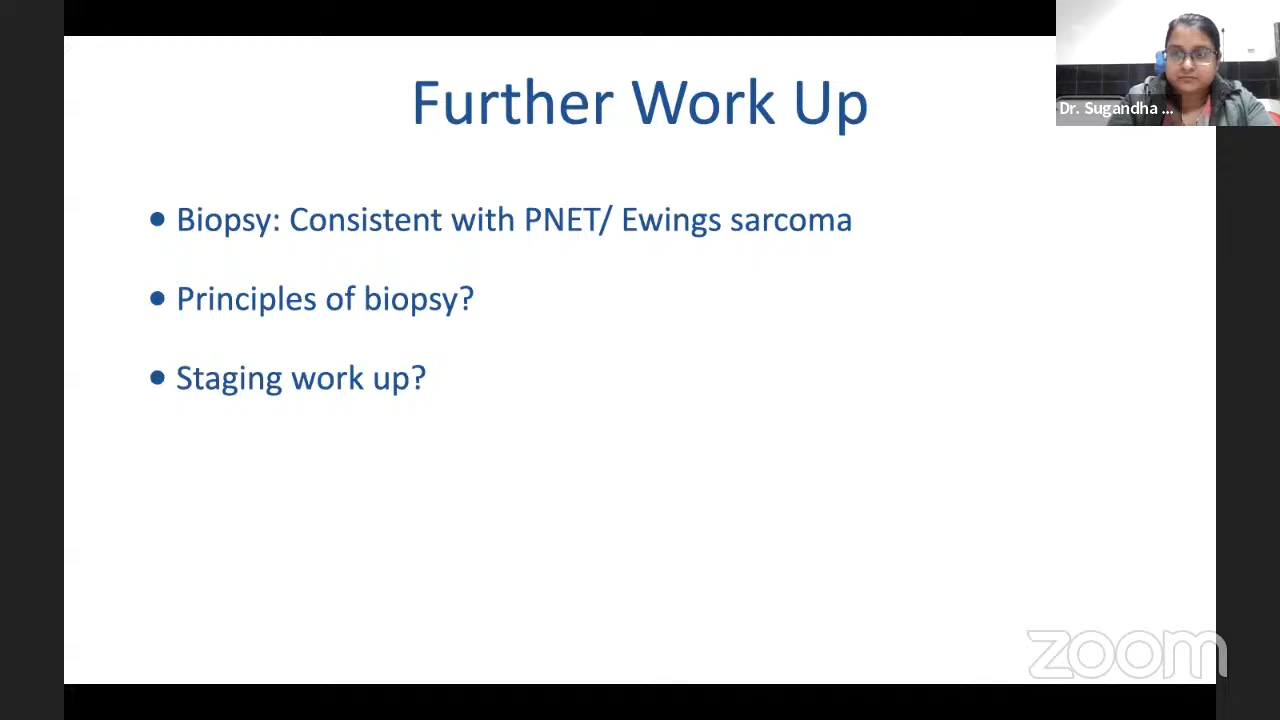 Further Work Up
Dr. Sugandha ...
• Biopsy: Consistent with PNET/ Ewings sarcoma
• Principles of biopsy?
• Staging work up?
zoom